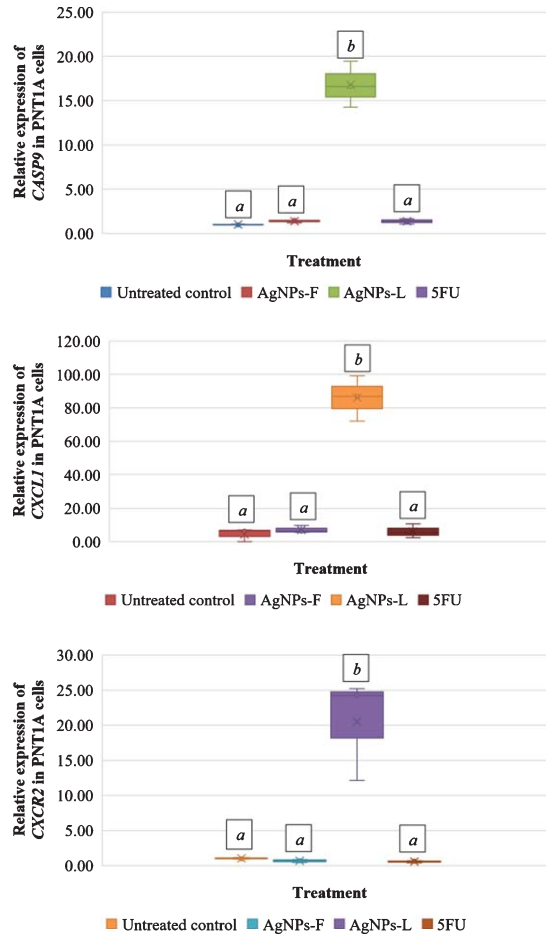 Relative expression of
CASP9 in PNT1A cells
25.00
20.00
15.00
10.00
5.00
0.00
a
a
b
a
Treatment
Untreated control AgNPs-F AgNPs-L 5FU
Relative expression of
CXCL1 in PNT1A cells
120.00
100.00
80.00
60.00
40.00
20.00
0.00
a
a
b
a
Treatment
Untreated control AgNPs-F AgNPs-L 5FU
Relative expression of
CXCR2 in PNT1A cells
30.00
25.00
20.00
15.00
10.00
5.00
0.00
a
a
b
a
Treatment
Untreated control AgNPs-F AgNPs-L 5FU